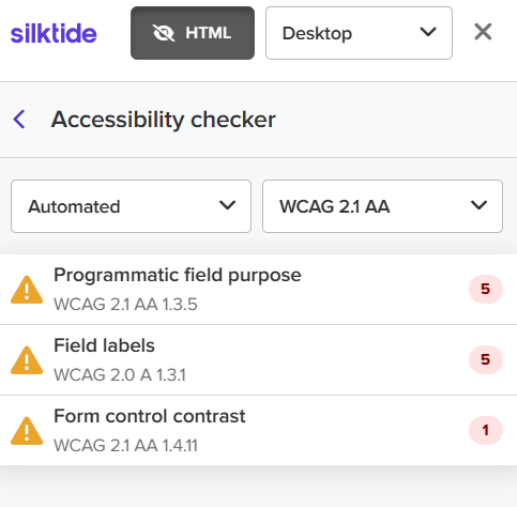 silktide
HTML
Desktop
Accessibility checker
Automated
WCAG 2.1 AA
Programmatic field purpose
WCAG 2.1 AA 1.3.5
5
Field labels
WCAG 2.0 A 1.3.1
5
Form control contrast
WCAG 2.1 AA 1.4.11
1